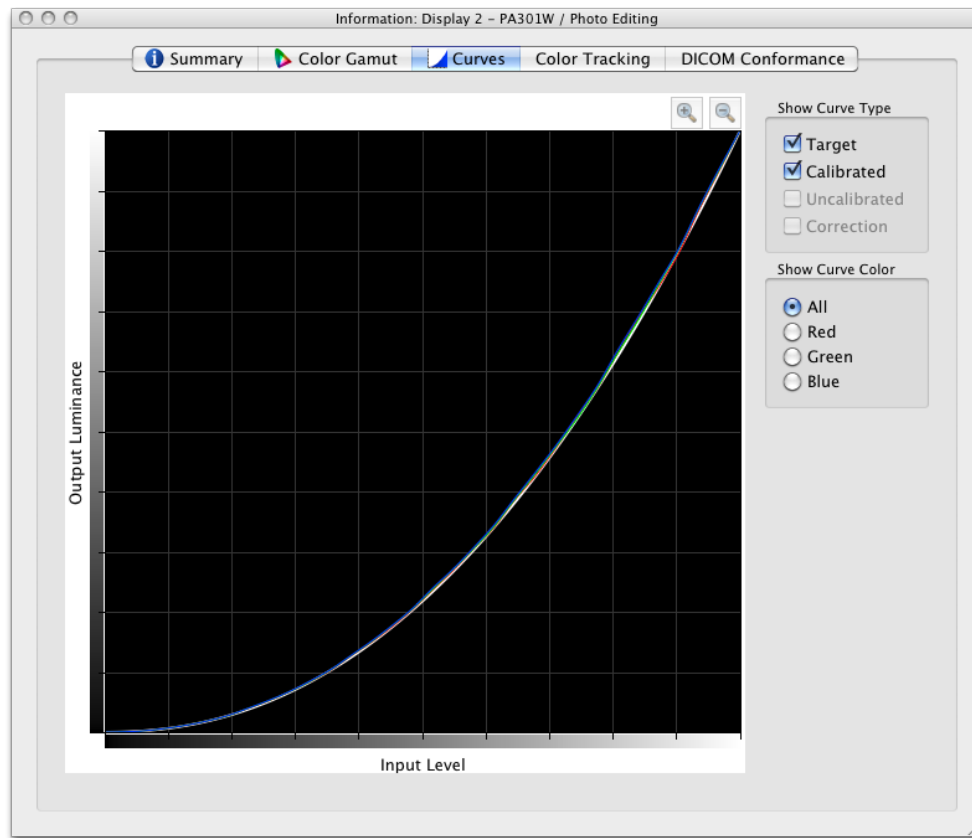 Information: Display 2 – PA301W / Photo Editing
Summary
Color Gamut
Curves
Color Tracking
DICOM Conformance
Output Luminance
Input Level
Show Curve Type
Target
Calibrated
Uncalibrated
Correction
Show Curve Color
All
Red
Green
Blue